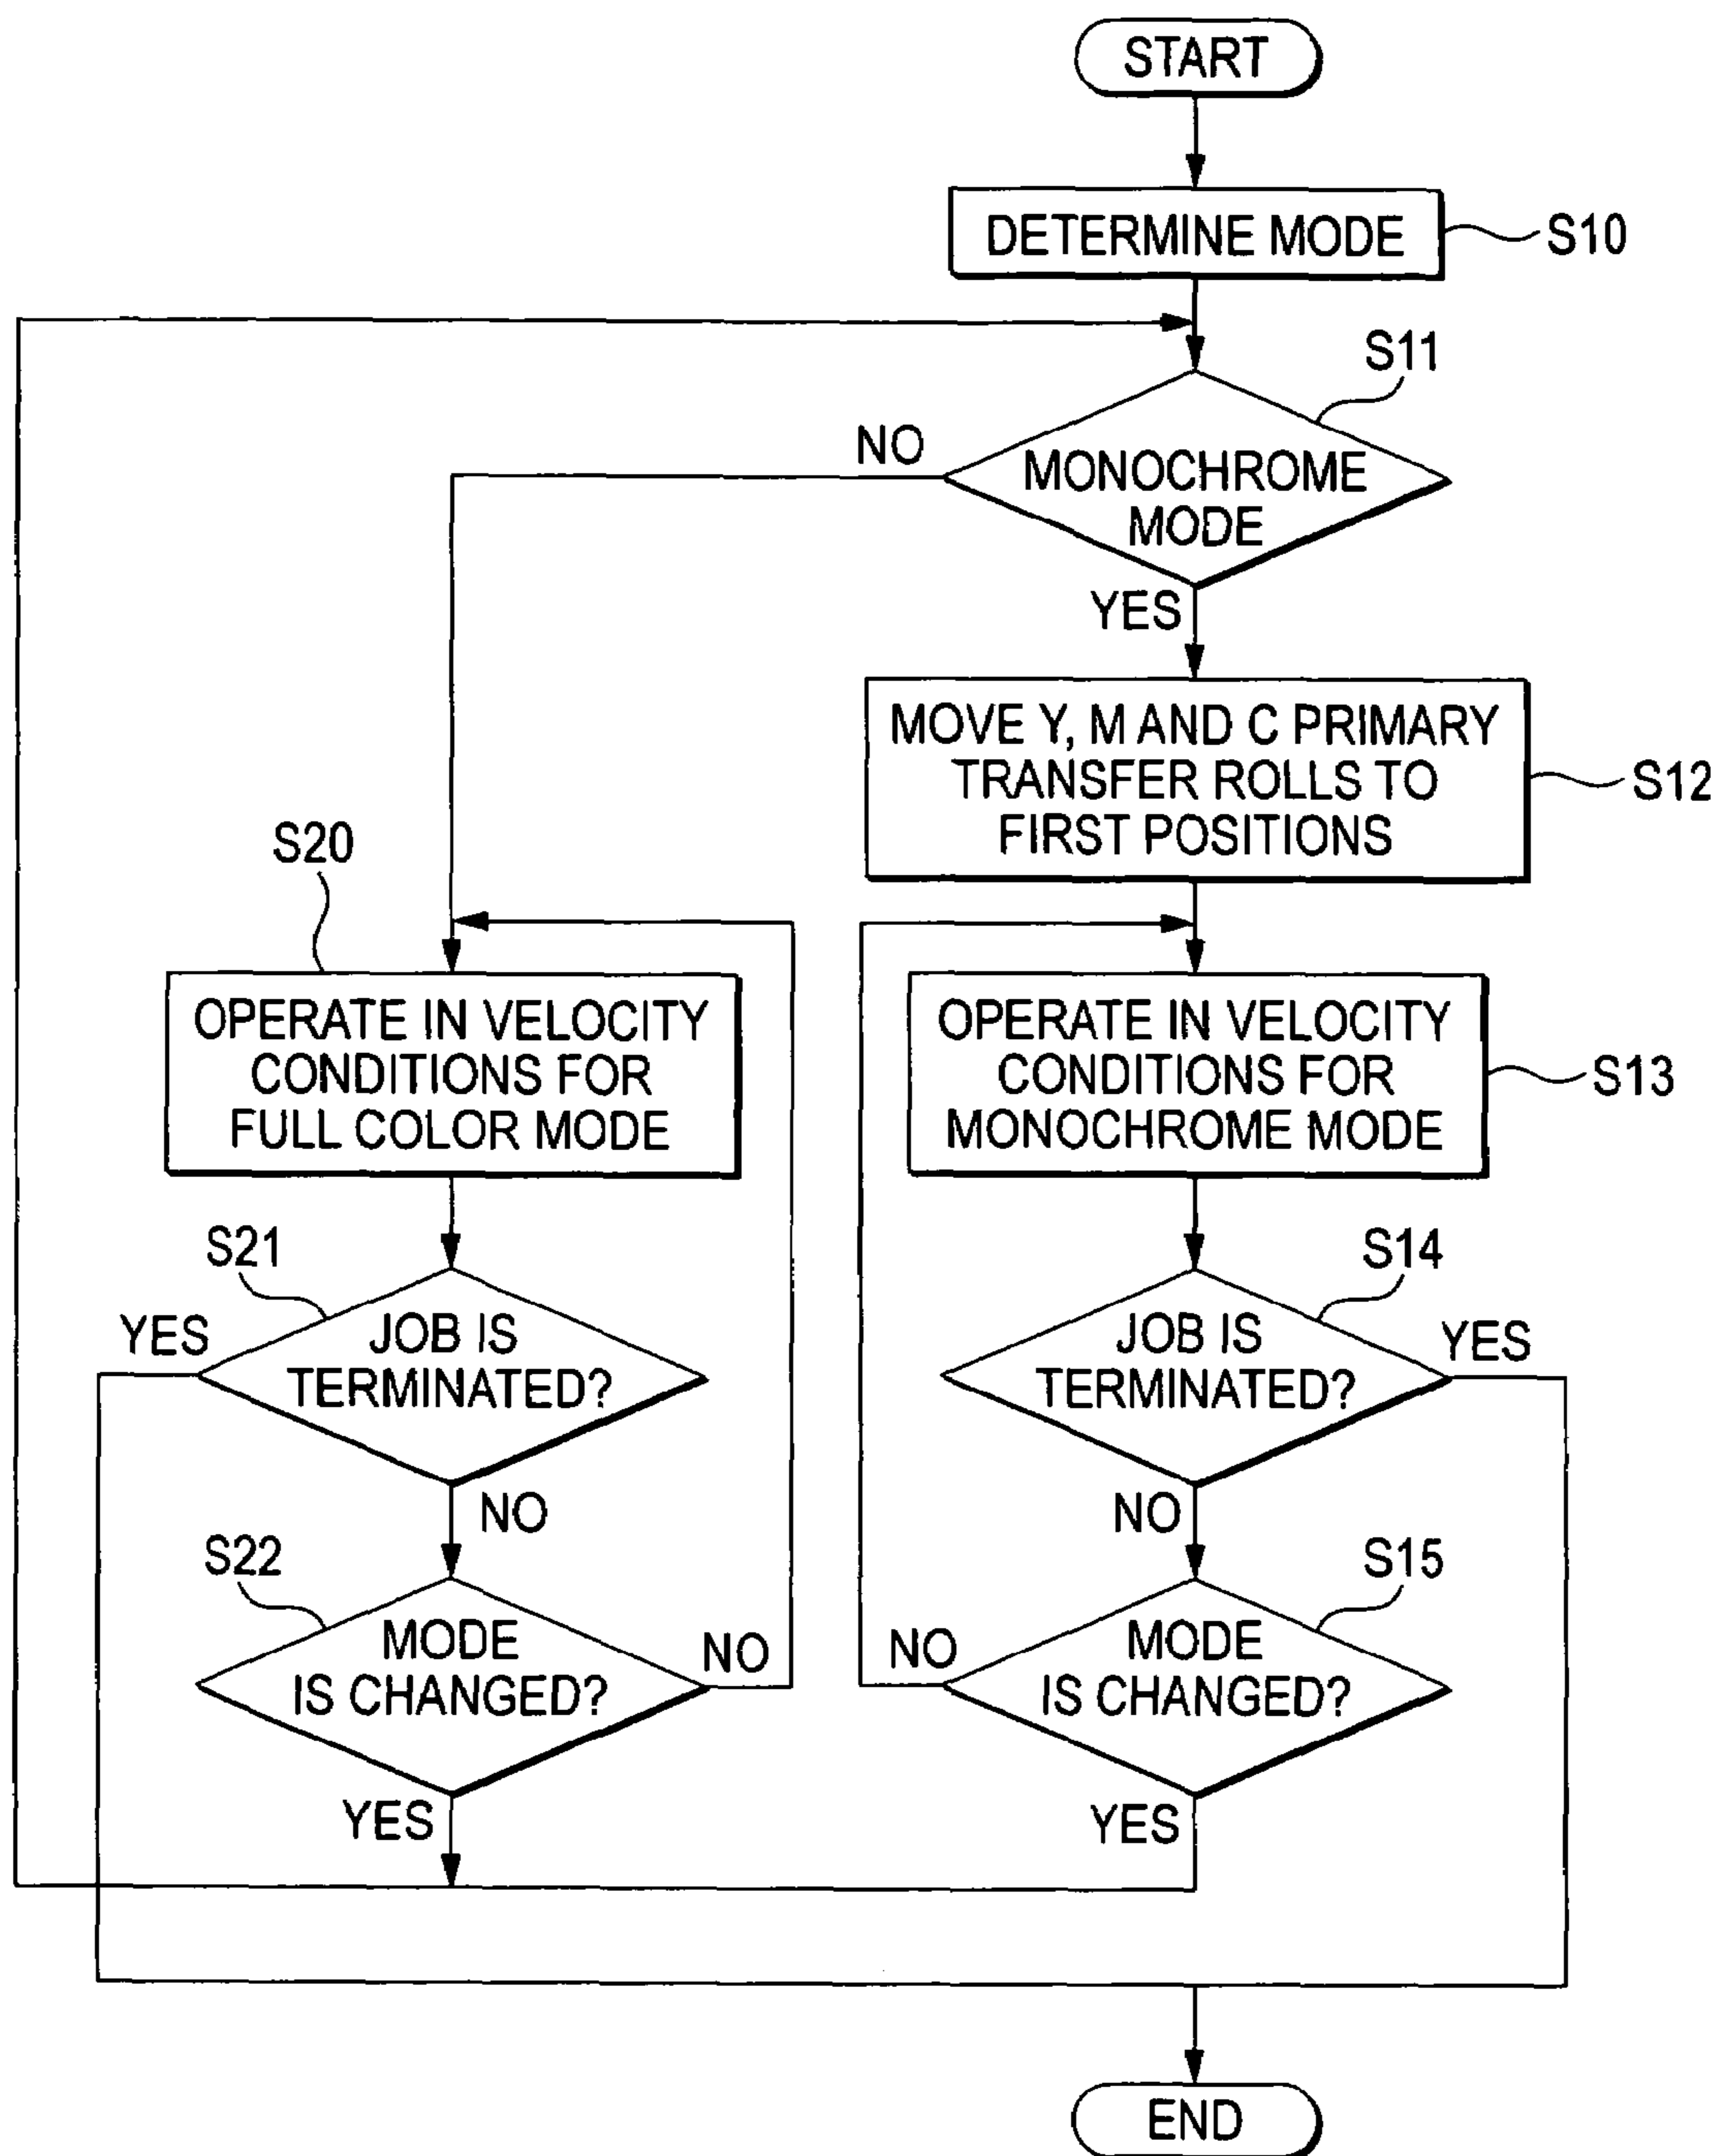 START
DETERMINE MODE
S10
S11
NO
MONOCHROME
MODE
YES
MOVE Y, M AND C PRIMARY
TRANSFER ROLLS TO
FIRST POSITIONS
S12
S20
OPERATE IN VELOCITY
CONDITIONS FOR
FULL COLOR MODE
OPERATE IN VELOCITY
CONDITIONS FOR
MONOCHROME MODE
S13
S21
YES
JOB IS
TERMINATED?
NO
S14
JOB IS
TERMINATED?
YES
NO
S22
MODE
IS CHANGED?
NO
YES
S15
NO
MODE
IS CHANGED?
YES
END